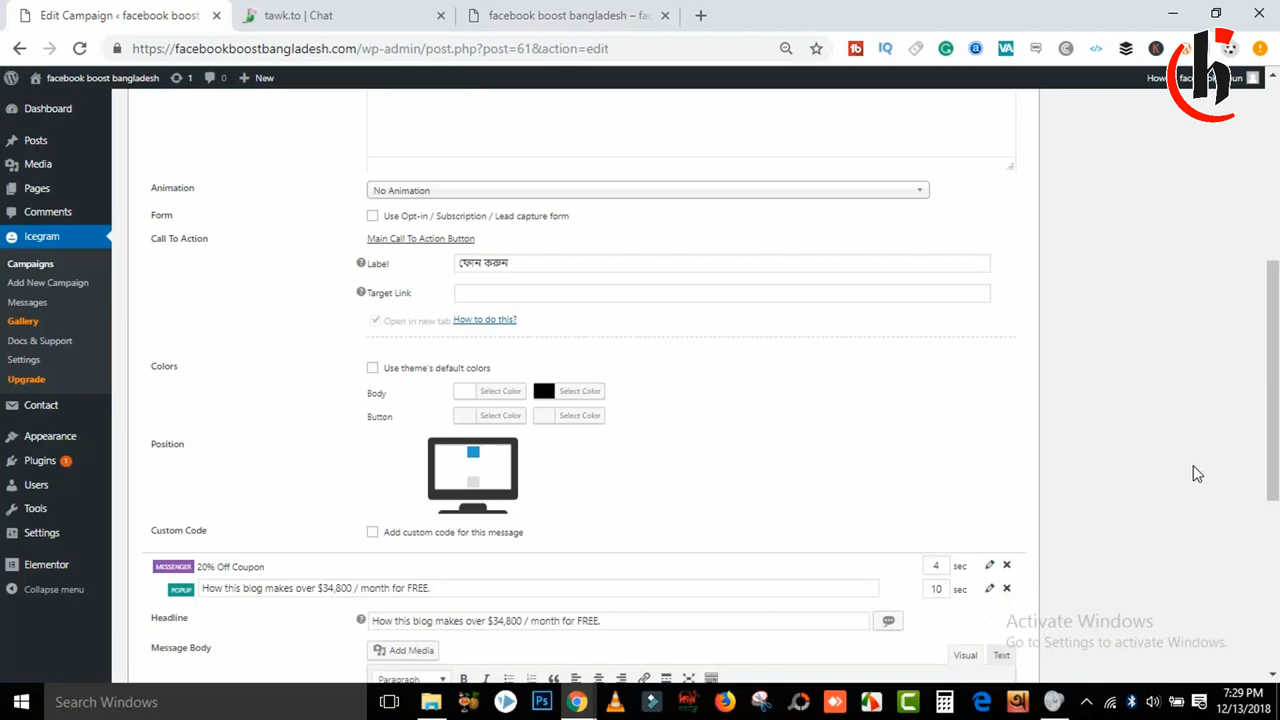 Edit Campaign ‹ facebook boost
tawk.to | Chat
facebook boost bangladesh – fac
https://facebookboostbangladesh.com/wp-admin/post.php?post=61&action=edit
facebook boost bangladesh 1 0 New
Dashboard
Posts
Media
Pages
Comments
Icegram
Campaigns
Add New Campaign
Messages
Gallery
Docs & Support
Settings
Upgrade
Contact
Appearance
Plugins 1
Users
Tools
Settings
Elementor
Collapse menu
Animation No Animation
Form Use Opt-in / Subscription / Lead capture form
Call To Action Main Call To Action Button
Label ফোন করুন
Target Link
Open in new tab How to do this?
Colors Use theme's default colors
Body Select Color Select Color
Button Select Color Select Color
Position
Custom Code Add custom code for this message
MESSENGER 20% Off Coupon 4 sec
POPUP How this blog makes over $34,800 / month for FREE. 10 sec
Headline How this blog makes over $34,800 / month for FREE.
Message Body Add Media Visual Text
Paragraph B I
Activate Windows
Go to Settings to activate Windows.
Search Windows
7:29 PM
12/13/2018